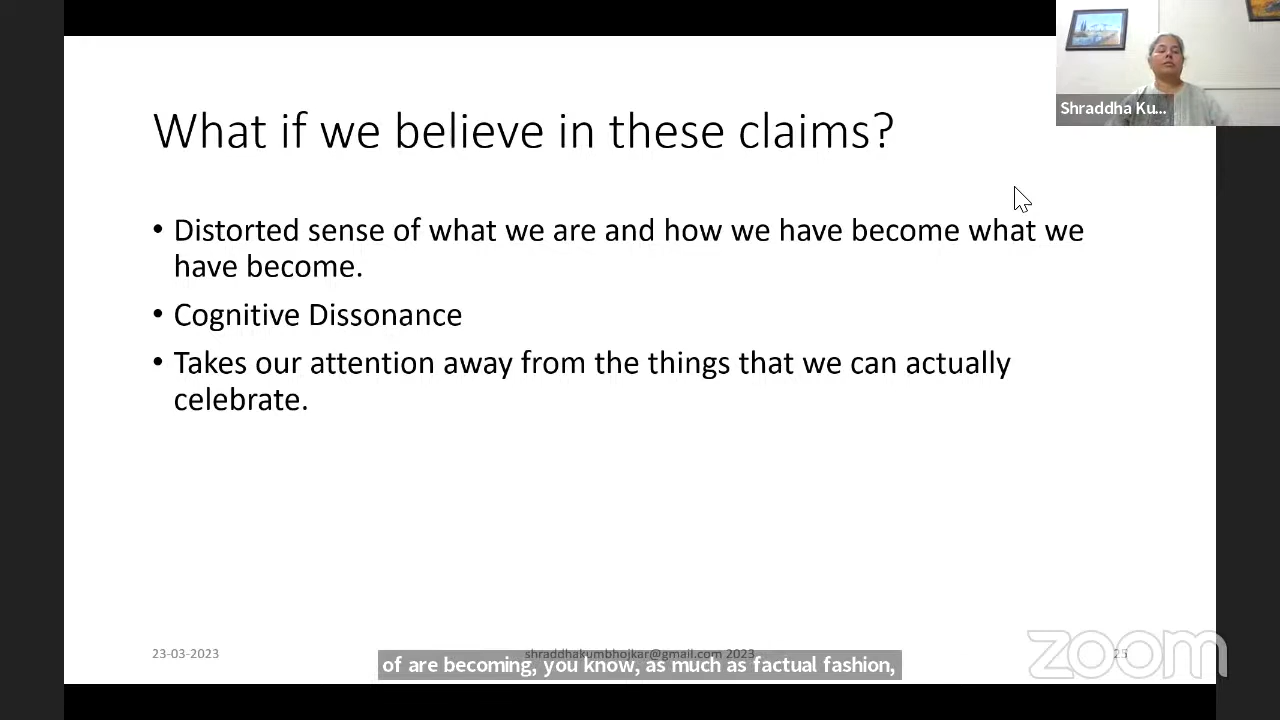 Shraddha Ku...
What if we believe in these claims?
• Distorted sense of what we are and how we have become what we
have become.
• Cognitive Dissonance
• Takes our attention away from the things that we can actually
celebrate.
23-03-2023
shraddhakumbhojkar@gmail.com 2023
25
zoom
of are becoming, you know, as much as factual fashion,